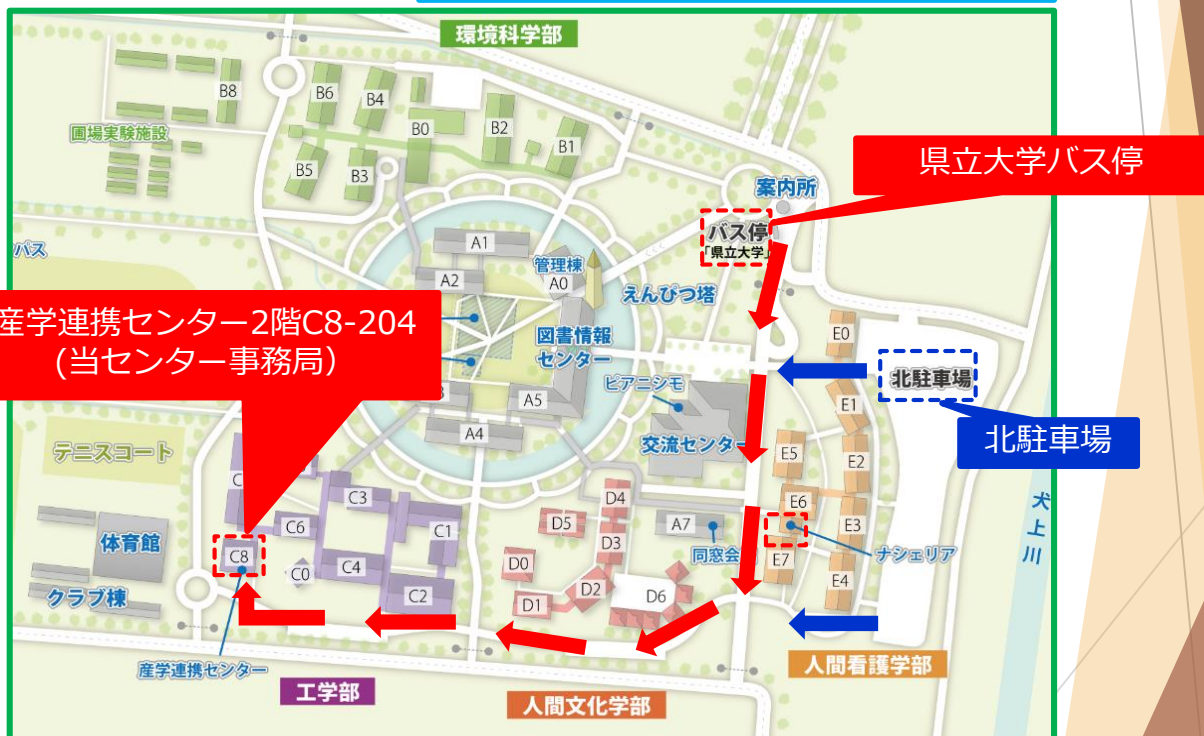 環境科学部
B8
B6
B4
B0
B2
B1
圃場実験施設
B5
B3
県立大学バス停
案内所
バス停
「県立大学」
パス
A1
A2
管理棟
A0
えんぴつ塔
産学連携センター2階C8-204
(当センター事務局)
図書情報
センター
E0
北駐車場
北駐車場
ピアニシモ
A5
A4
交流センター
E1
E5
E2
テニスコート
C3
C6
C1
D4
D5
D3
A7
E6
E3
同窓会
ナシェリア
犬上川
体育館
C8
C0
C4
C2
D0
D1
D2
D6
E7
E4
クラブ棟
産学連携センター
工学部
人間文化学部
人間看護学部